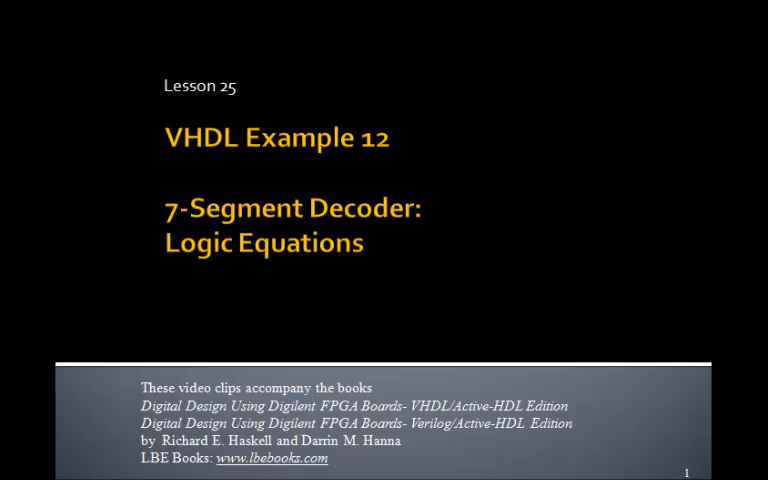 Lesson 25
VHDL Example 12
7-Segment Decoder:
Logic Equations
These video clips accompany the books
Digital Design Using Digilent FPGA Boards- VHDL/Active-HDL Edition
Digital Design Using Digilent FPGA Boards- Verilog/Active-HDL Edition
by Richard E. Haskell and Darrin M. Hanna
LBE Books: www.lbebooks.com
1